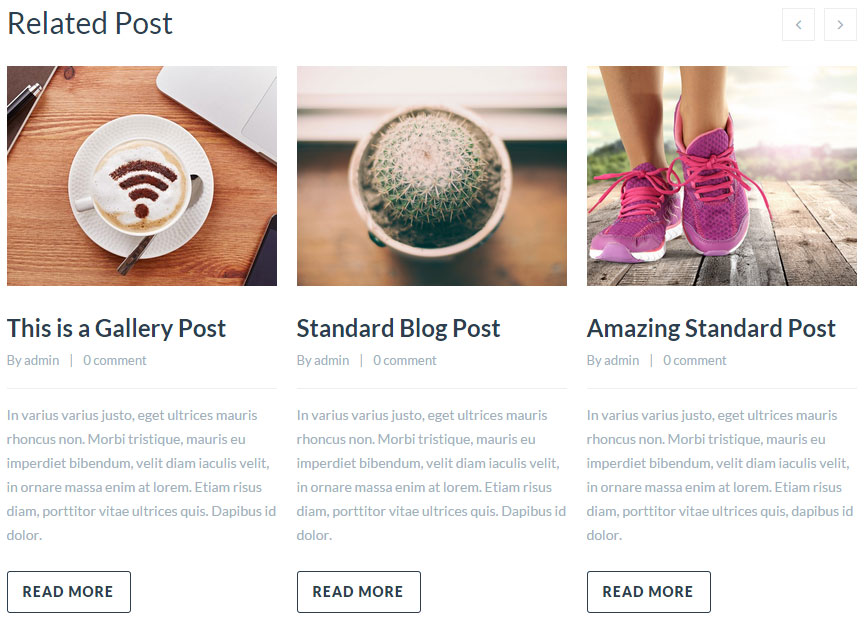 Related Post
This is a Gallery Post
By admin | 0 comment
In varius varius justo, eget ultrices mauris
rhoncus non. Morbi tristique, mauris eu
imperdiet bibendum, velit diam iaculis velit,
in ornare massa enim at lorem. Etiam risus
diam, porttitor vitae ultrices quis. Dapibus id
dolor.
READ MORE
Standard Blog Post
By admin | 0 comment
In varius varius justo, eget ultrices mauris
rhoncus non. Morbi tristique, mauris eu
imperdiet bibendum, velit diam iaculis velit,
in ornare massa enim at lorem. Etiam risus
diam, porttitor vitae ultrices quis. Dapibus id
dolor.
READ MORE
Amazing Standard Post
By admin | 0 comment
In varius varius justo, eget ultrices mauris
rhoncus non. Morbi tristique, mauris eu
imperdiet bibendum, velit diam iaculis velit,
in ornare massa enim at lorem. Etiam risus
diam, porttitor vitae ultrices quis, dapibus id
dolor.
READ MORE